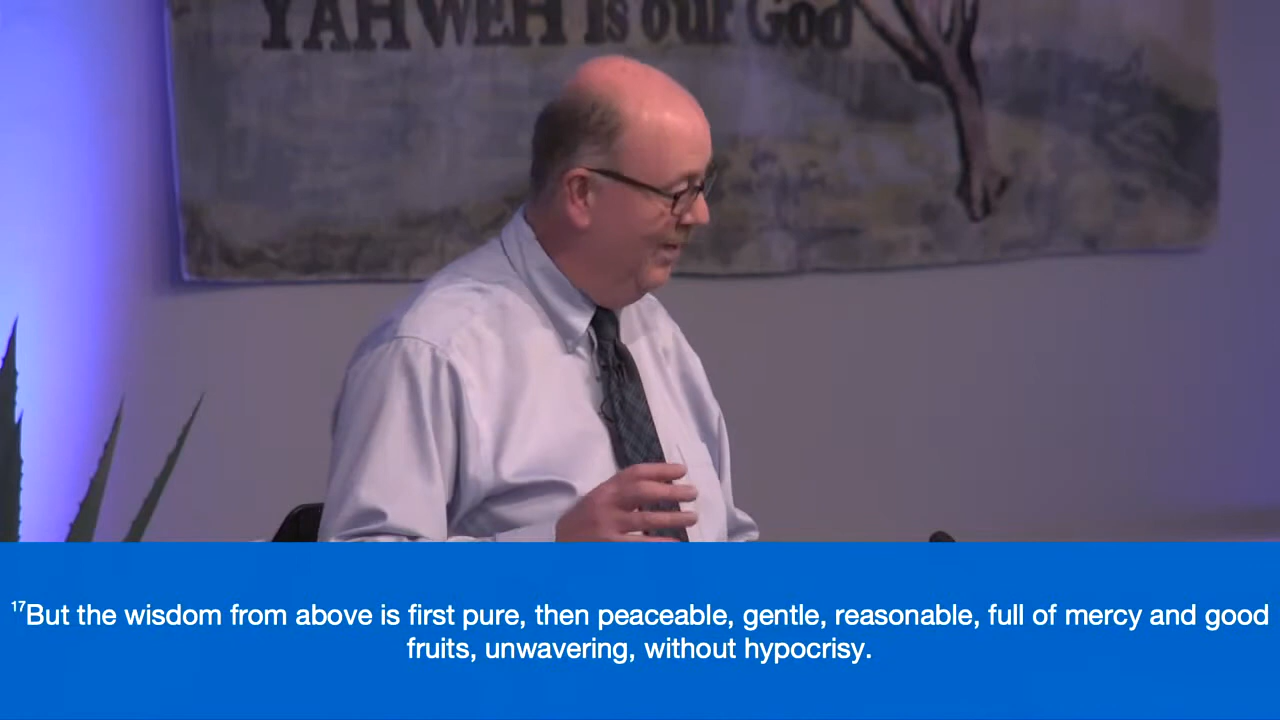 YAHWEH is our God
¹⁷But the wisdom from above is first pure, then peaceable, gentle, reasonable, full of mercy and good
fruits, unwavering, without hypocrisy.